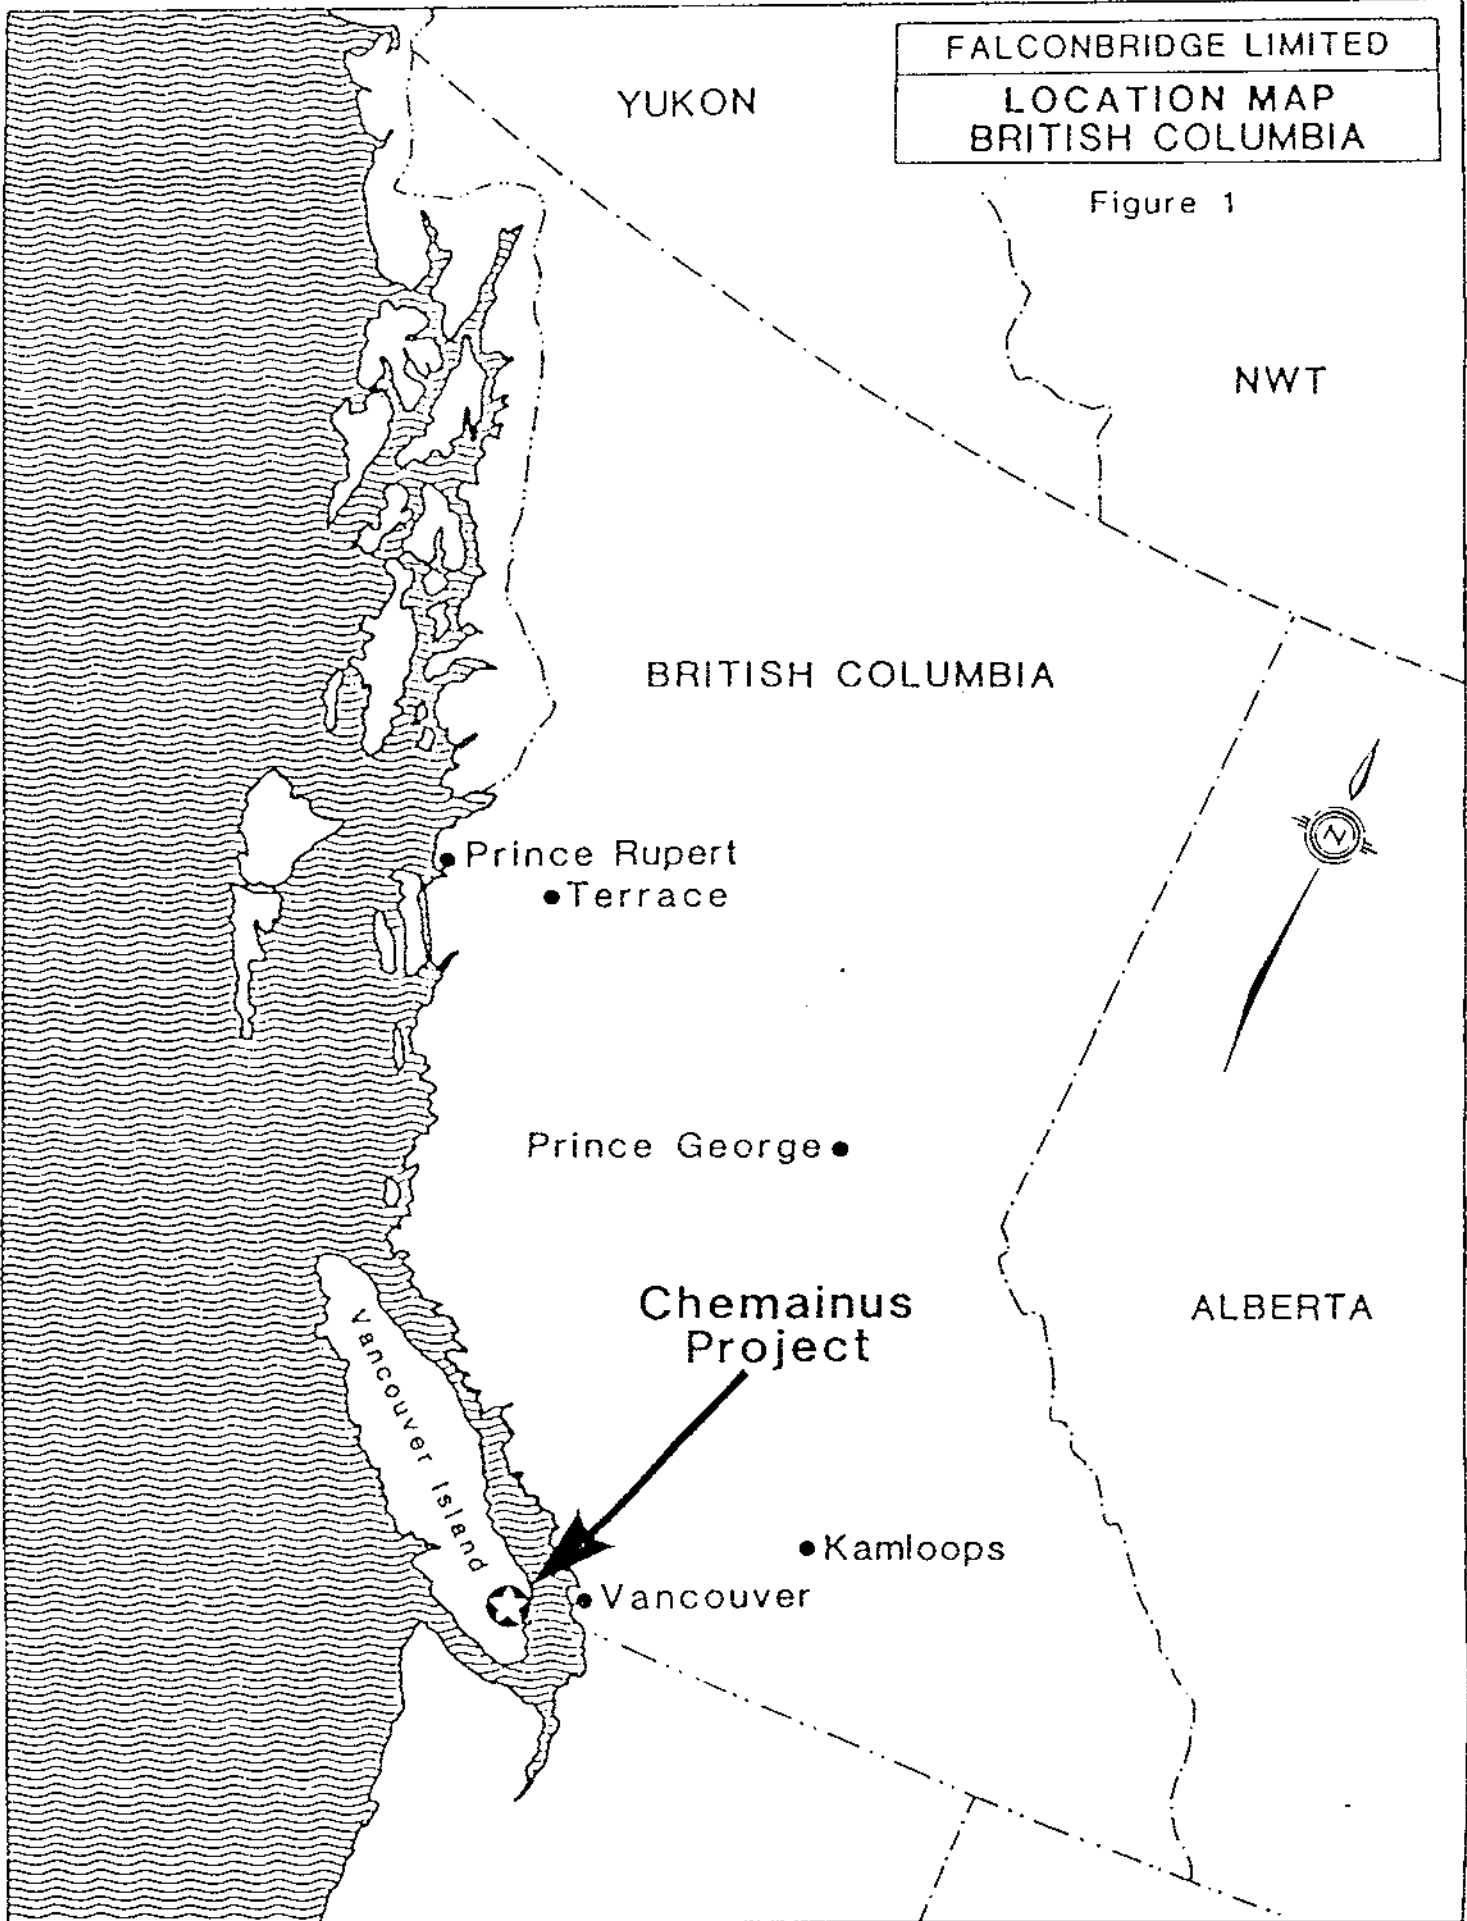 FALCONBRIDGE LIMITED
LOCATION MAP
BRITISH COLUMBIA
Figure 1
YUKON
NWT
BRITISH COLUMBIA
N
Prince Rupert
Terrace
Prince George
Chemainus
Project
ALBERTA
Vancouver Island
Kamloops
Vancouver